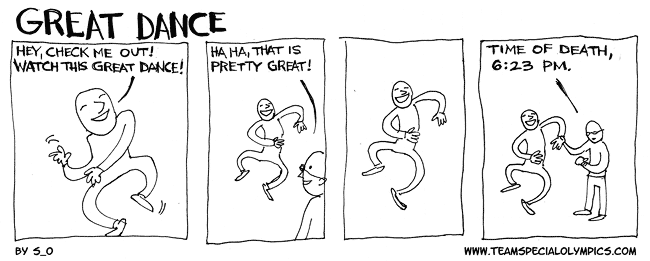 GREAT DANCE
HEY, CHECK ME OUT!
WATCH THIS GREAT DANCE!
HA HA, THAT IS
PRETTY GREAT!
TIME OF DEATH,
6:23 PM.
BY S_O
WWW.TEAMSPECIALOLYMPICS.COM